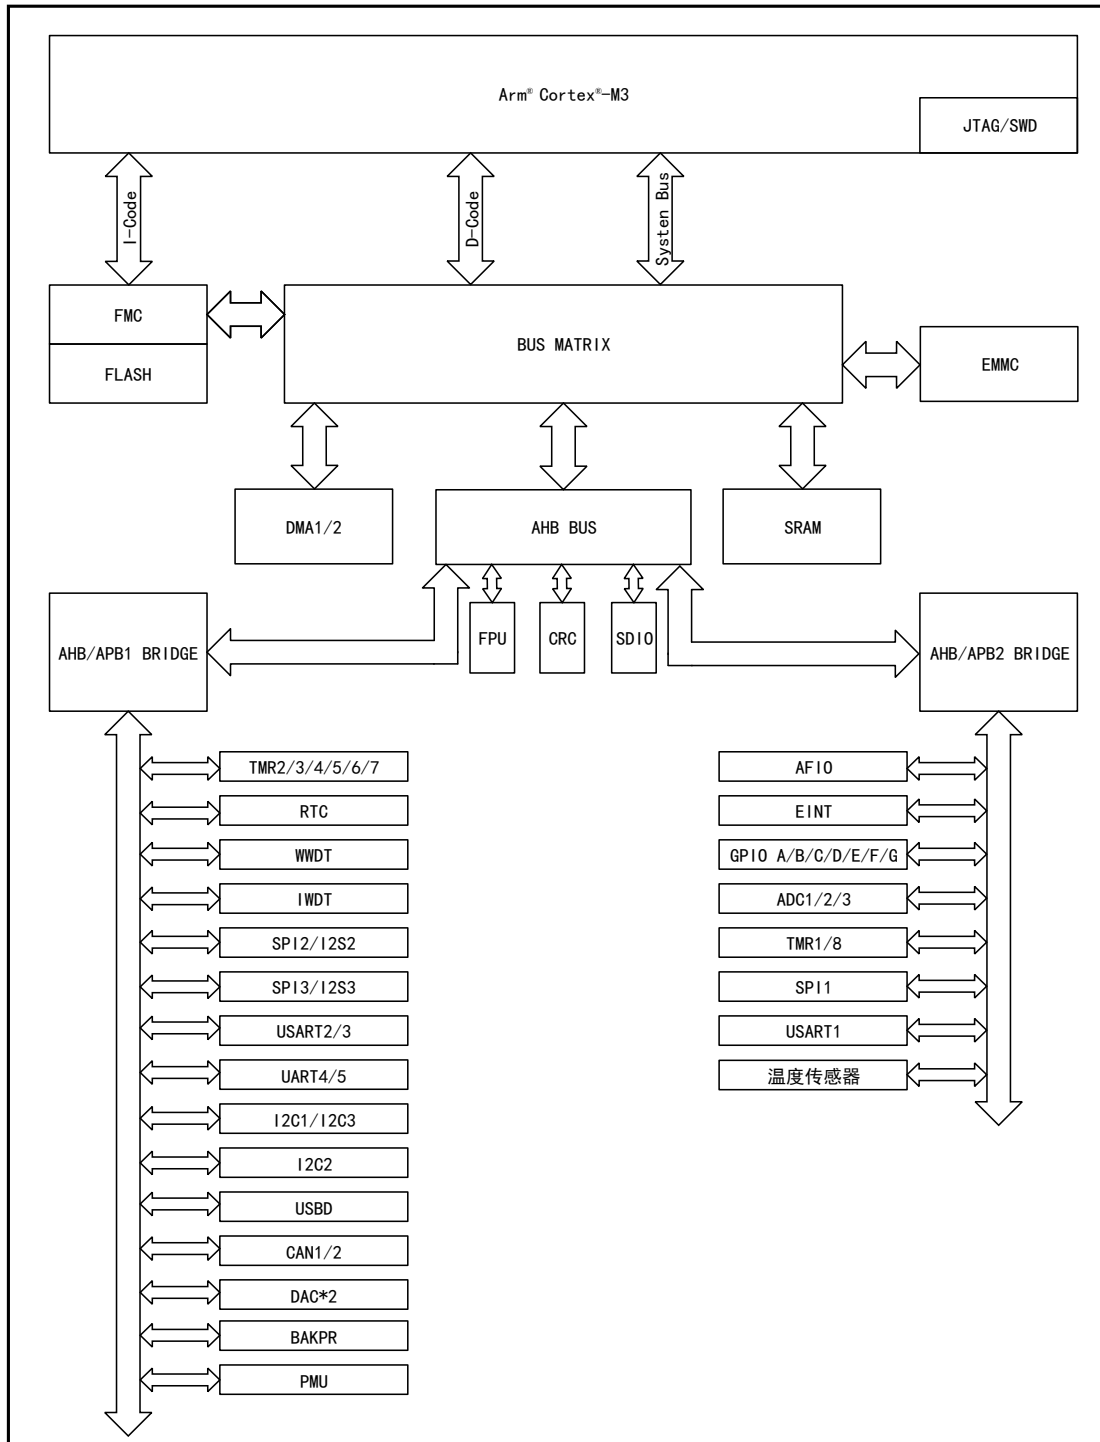 Arm® Cortex®-M3
JTAG/SWD
I-Code
D-Code
Systen Bus
FMC
FLASH
BUS MATRIX
EMMC
DMA1/2
AHB BUS
SRAM
FPU
CRC
SDIO
AHB/APB1 BRIDGE
AHB/APB2 BRIDGE
TMR2/3/4/5/6/7
RTC
WWDT
IWDT
SPI2/I2S2
SPI3/I2S3
USART2/3
UART4/5
I2C1/I2C3
I2C2
USBD
CAN1/2
DAC*2
BAKPR
PMU
AFIO
EINT
GPIO A/B/C/D/E/F/G
ADC1/2/3
TMR1/8
SPI1
USART1
温度传感器